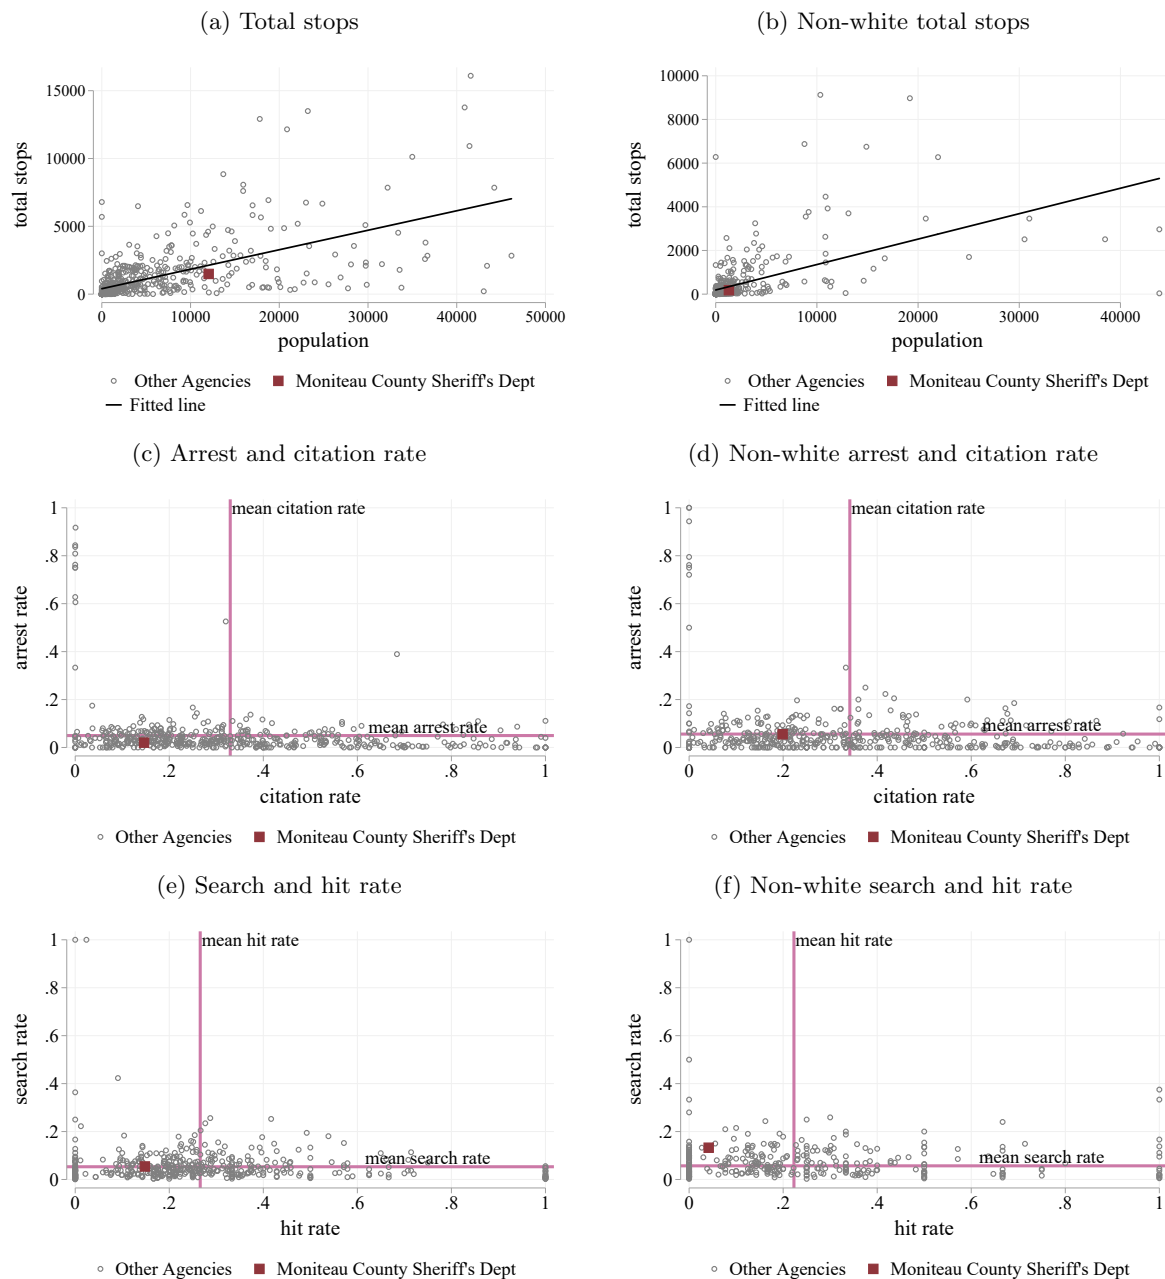 (a) Total stops
total stops
15000
10000
5000
0
0 10000 20000 30000 40000 50000
population
Other Agencies Moniteau County Sheriff's Dept
Fitted line
(b) Non-white total stops
total stops
10000
8000
6000
4000
2000
0
0 10000 20000 30000 40000
population
Other Agencies Moniteau County Sheriff's Dept
Fitted line
(c) Arrest and citation rate
mean citation rate
arrest rate
1
.8
.6
.4
.2
0
mean arrest rate
0 .2 .4 .6 .8 1
citation rate
Other Agencies Moniteau County Sheriff's Dept
(d) Non-white arrest and citation rate
mean citation rate
arrest rate
1
.8
.6
.4
.2
0
mean arrest rate
0 .2 .4 .6 .8 1
citation rate
Other Agencies Moniteau County Sheriff's Dept
(e) Search and hit rate
mean hit rate
search rate
1
.8
.6
.4
.2
0
mean search rate
0 .2 .4 .6 .8 1
hit rate
Other Agencies Moniteau County Sheriff's Dept
(f) Non-white search and hit rate
mean hit rate
search rate
1
.8
.6
.4
.2
0
mean search rate
0 .2 .4 .6 .8 1
hit rate
Other Agencies Moniteau County Sheriff's Dept